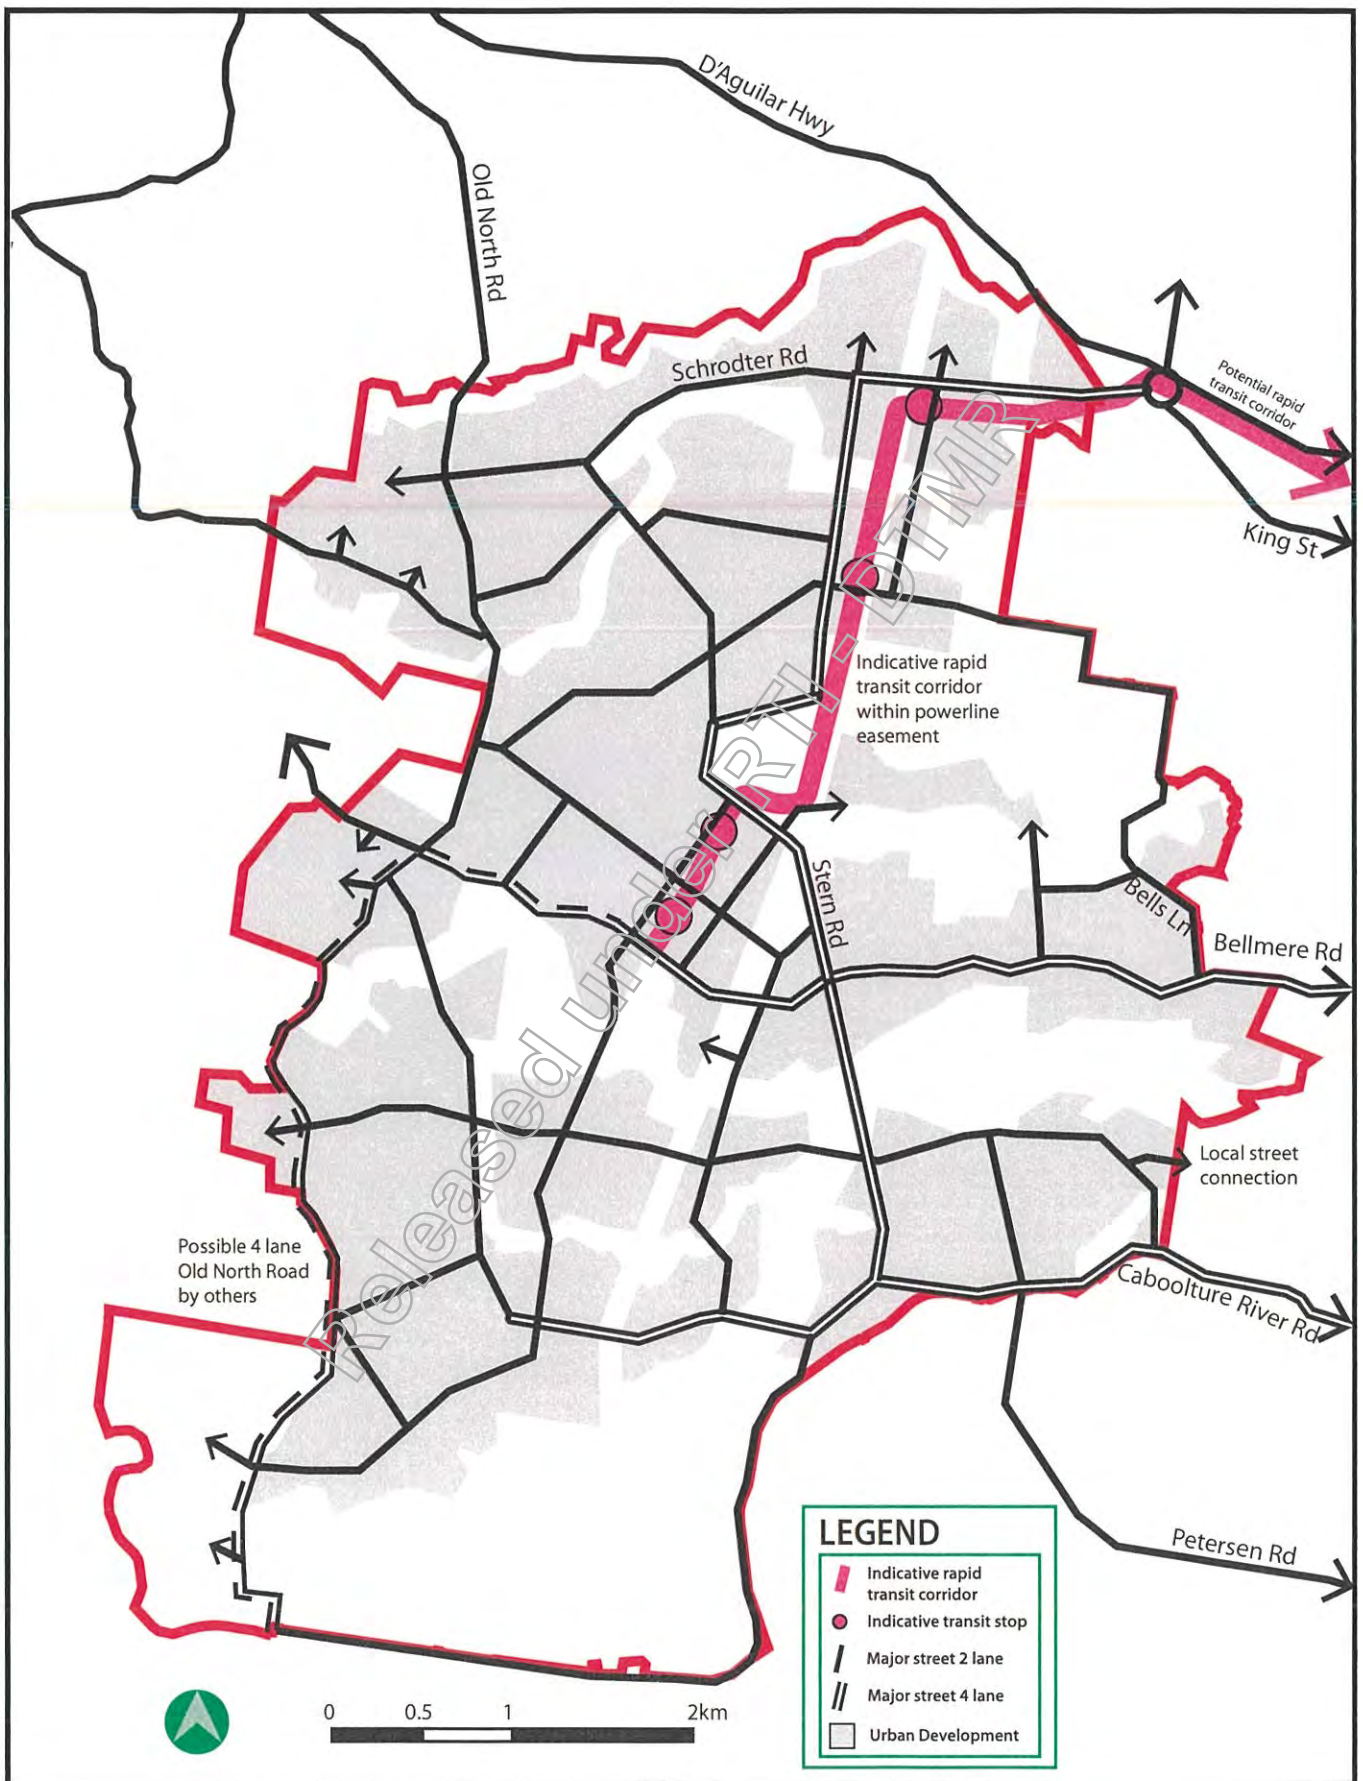 D'Aguilar Hwy
Old North Rd
Schrodter Rd
Potential rapid
transit corridor
King St
Indicative rapid
transit corridor
within powerline
easement
Stern Rd
Bells Ln
Bellmere Rd
Local street
connection
Possible 4 lane
Old North Road
by others
Caboolture River Rd
Petersen Rd
Released under RTI - DTMR
LEGEND
Indicative rapid
transit corridor
Indicative transit stop
Major street 2 lane
Major street 4 lane
Urban Development
0 0.5 1 2km